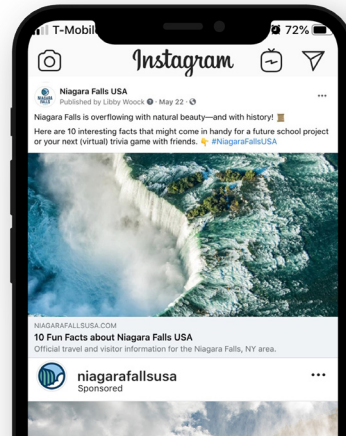 T-Mobil
72%
Instagram
Niagara Falls USA
Published by Libby Woock · May 22 ·
Niagara Falls is overflowing with natural beauty—and with history!
Here are 10 interesting facts that might come in handy for a future school project
or your next (virtual) trivia game with friends. 👇 #NiagaraFallsUSA
NIAGARAFALLSUSA.COM
10 Fun Facts about Niagara Falls USA
Official travel and visitor information for the Niagara Falls, NY area.
niagarafallsusa
Sponsored